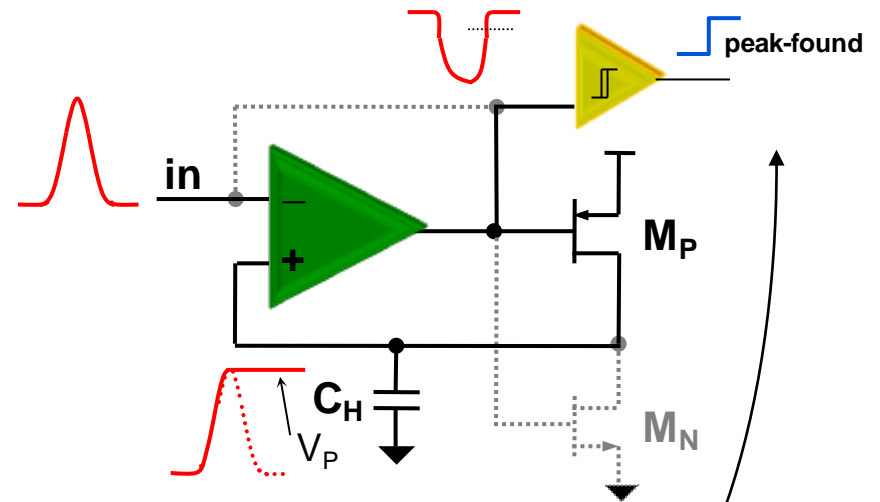 peak-found
in
−
+
M_P
C_H
V_P
M_N